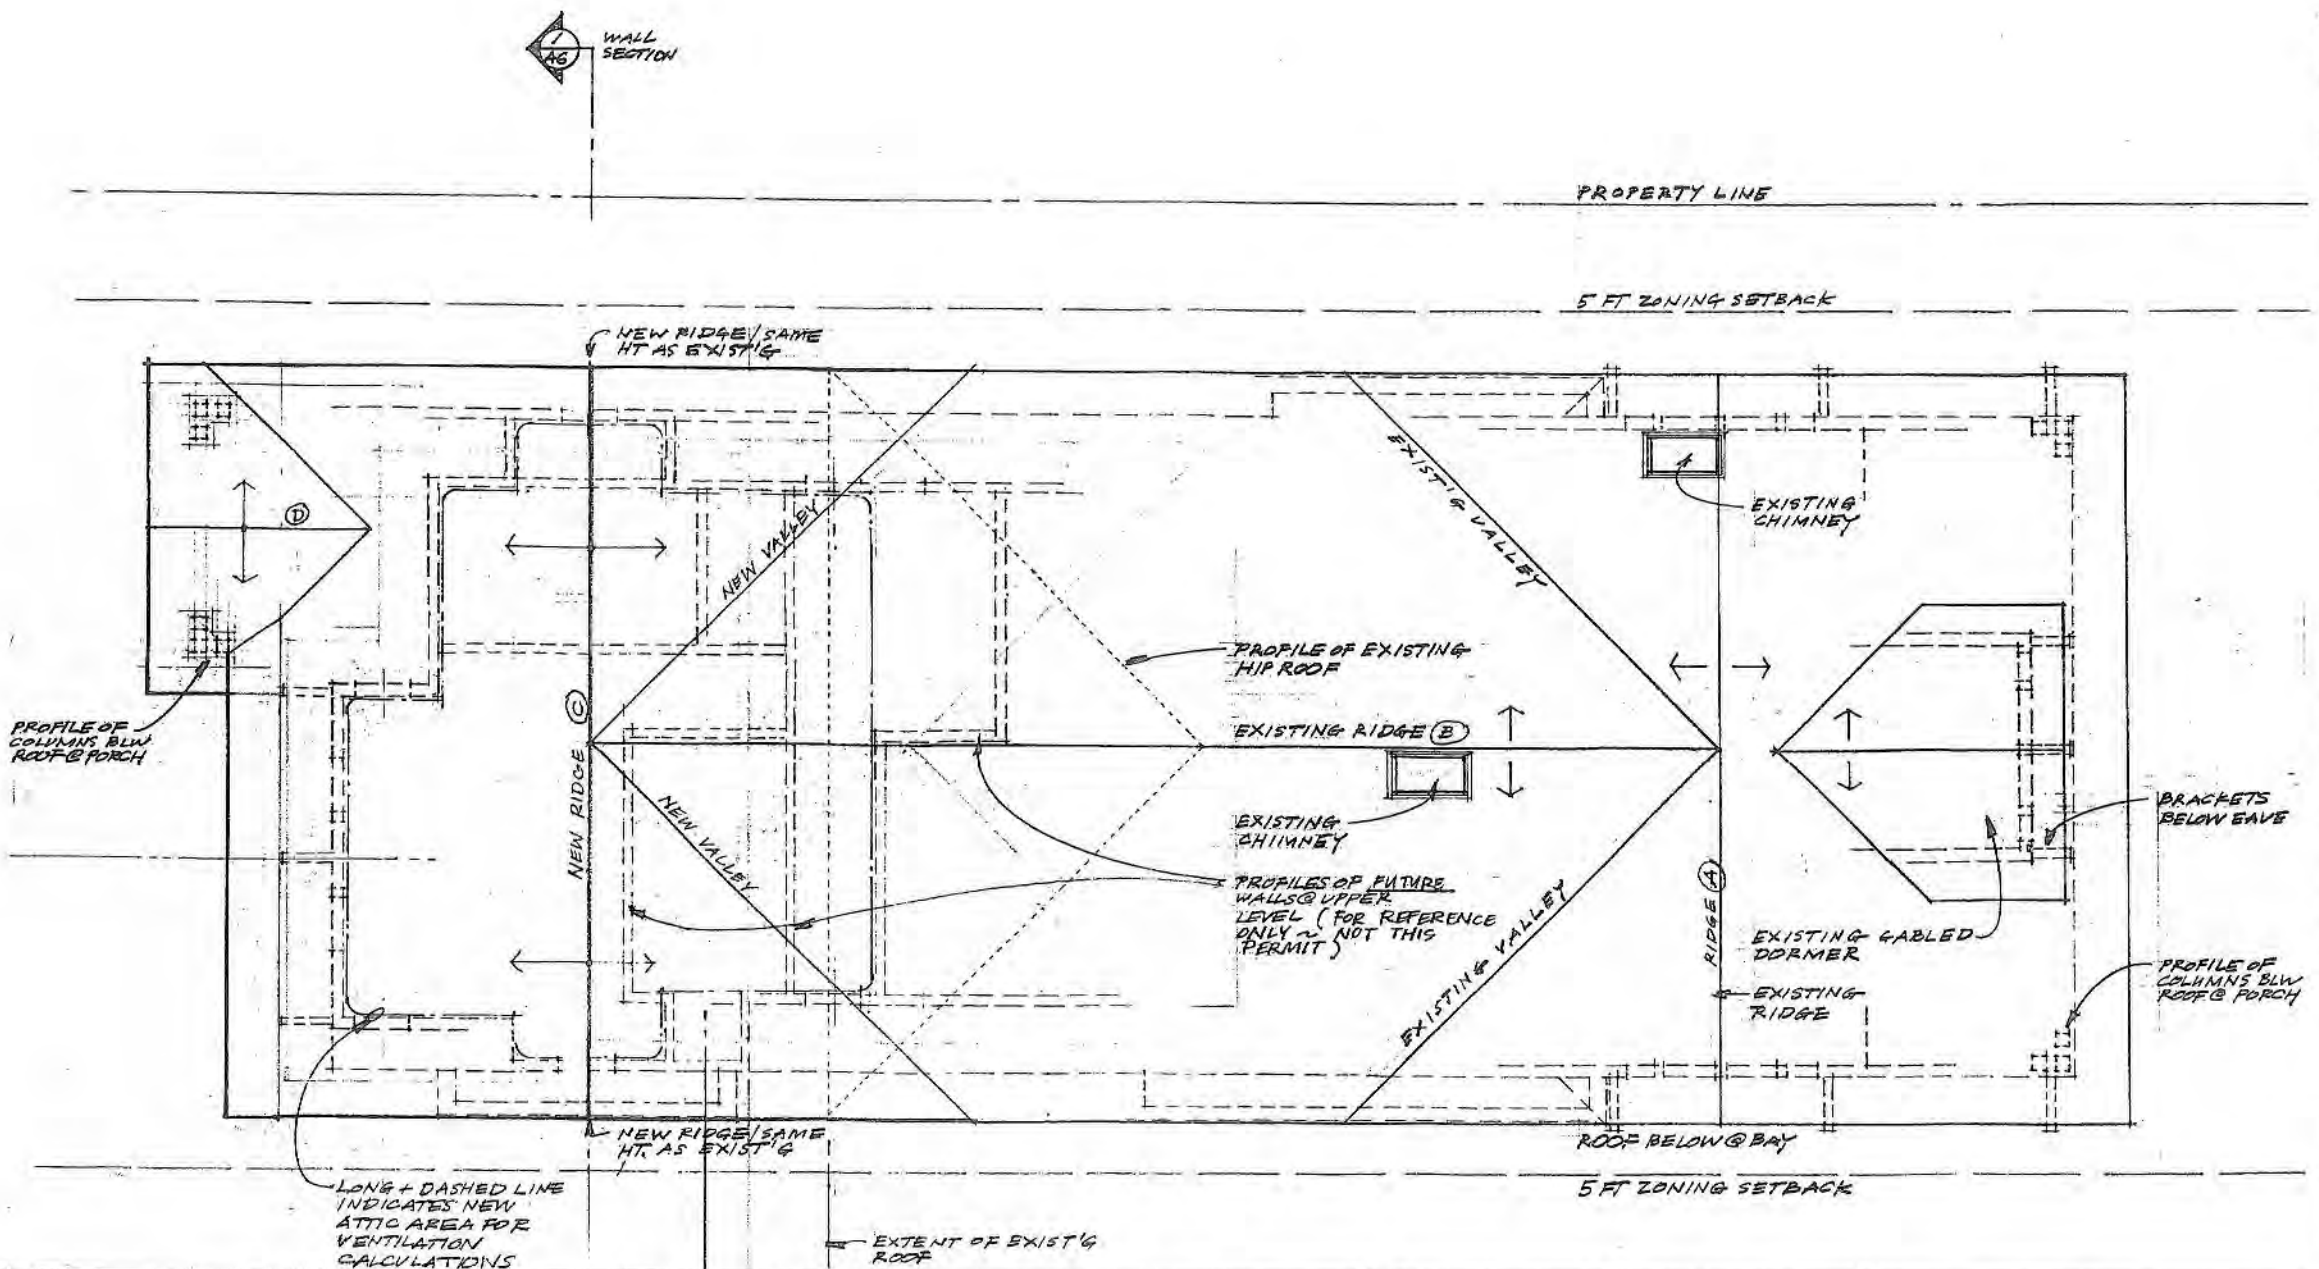 1
A6
WALL
SECTION
PROPERTY LINE
5 FT ZONING SETBACK
NEW RIDGE/SAME
HT AS EXIST'G
D
NEW VALLEY
EXIST'G VALLEY
EXISTING
CHIMNEY
PROFILE OF EXISTING
HIP ROOF
PROFILE OF
COLUMNS BLW
ROOF @ PORCH
C
NEW RIDGE
EXISTING RIDGE B
NEW VALLEY
EXISTING
CHIMNEY
BRACKETS
BELOW EAVE
PROFILES OF FUTURE
WALLS @ UPPER
LEVEL (FOR REFERENCE
ONLY ~ NOT THIS
PERMIT)
EXISTING VALLEY
RIDGE A
EXISTING GABLED
DORMER
PROFILE OF
COLUMNS BLW
ROOF @ PORCH
EXISTING
RIDGE
NEW RIDGE/SAME
HT. AS EXIST'G
ROOF BELOW @ BAY
5 FT ZONING SETBACK
LONG + DASHED LINE
INDICATES NEW
ATTIC AREA FOR
VENTILATION
CALCULATIONS
EXTENT OF EXIST'G
ROOF